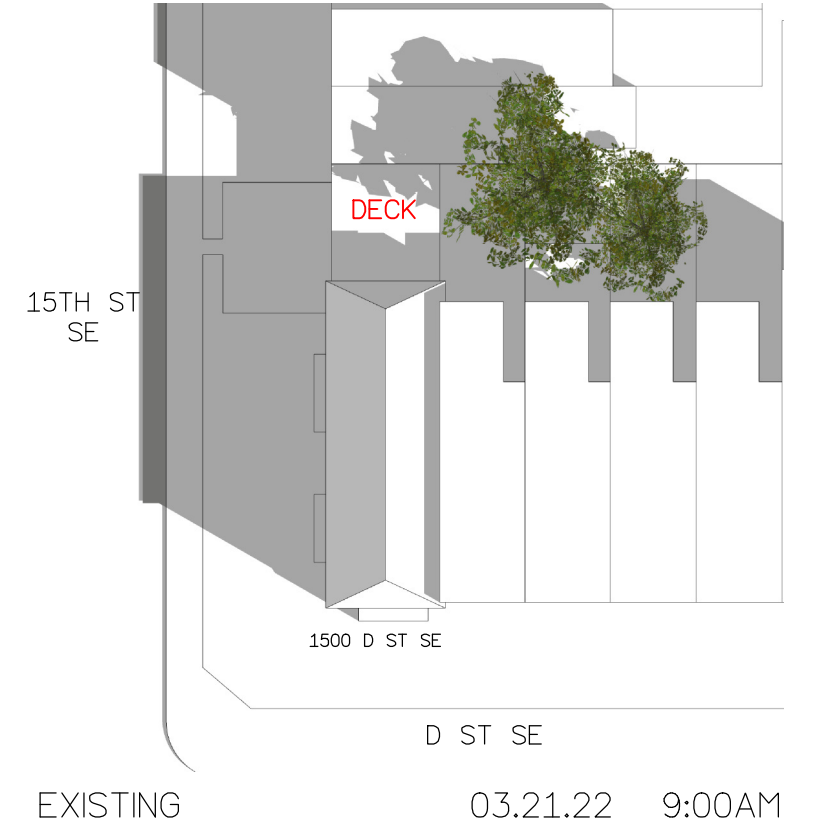 DECK
15TH ST
SE
1500 D ST SE
D ST SE
EXISTING 03.21.22 9:00AM